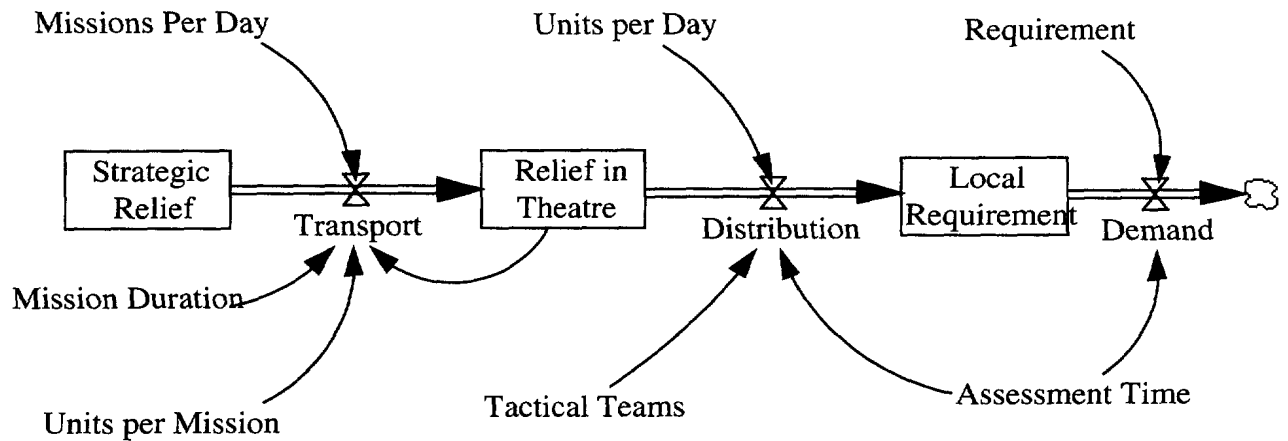 Missions Per Day
Units per Day
Requirement
Strategic
Relief
Relief in
Theatre
Local
Requirement
Transport
Distribution
Demand
Mission Duration
Units per Mission
Tactical Teams
Assessment Time